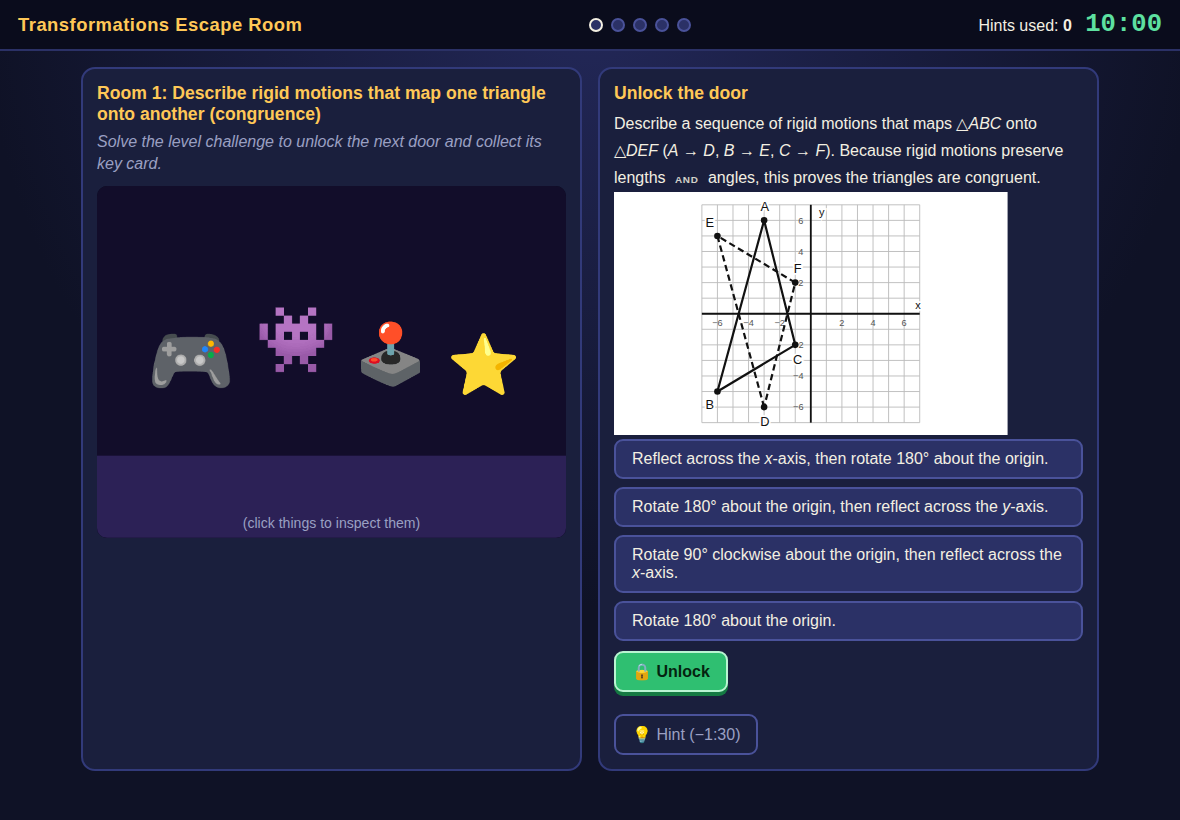 Transformations Escape Room
Hints used: 0 10:00
Room 1: Describe rigid motions that map one triangle
onto another (congruence)
Solve the level challenge to unlock the next door and collect its
key card.
(click things to inspect them)
Unlock the door
Describe a sequence of rigid motions that maps △ABC onto
△DEF (A → D, B → E, C → F). Because rigid motions preserve
lengths AND angles, this proves the triangles are congruent.
A
y
E
6
4
F
2
x
−6 −4 −2 2 4 6
−2
C
−4
B
−6
D
Reflect across the x-axis, then rotate 180° about the origin.
Rotate 180° about the origin, then reflect across the y-axis.
Rotate 90° clockwise about the origin, then reflect across the
x-axis.
Rotate 180° about the origin.
🔒 Unlock
💡 Hint (−1:30)